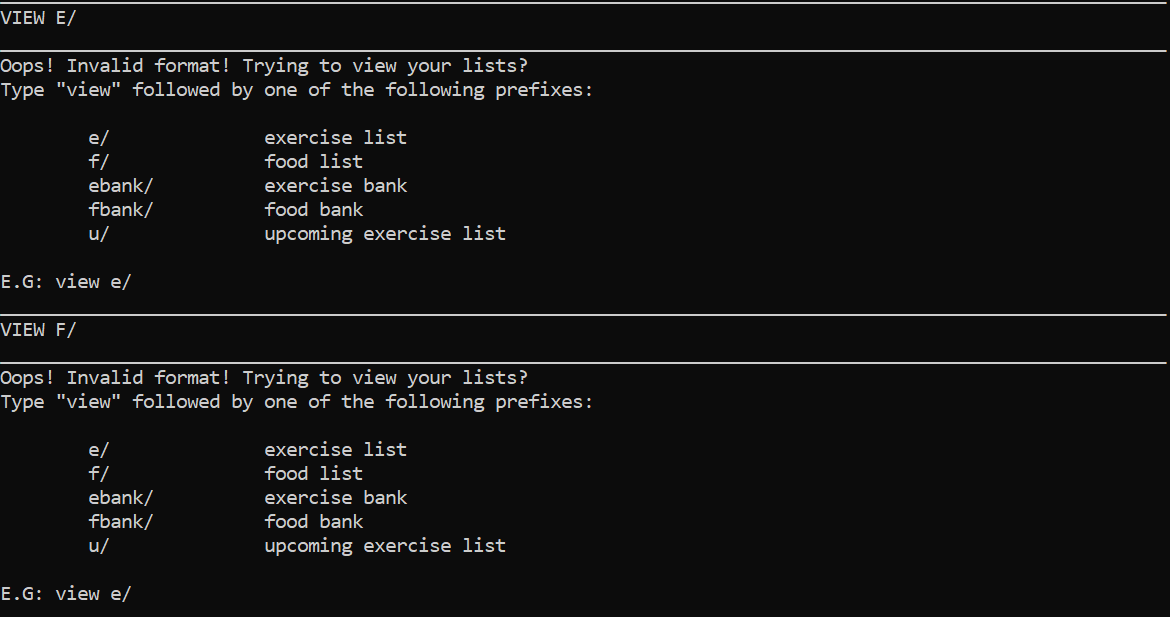 VIEW E/
Oops! Invalid format! Trying to view your lists?
Type "view" followed by one of the following prefixes:
e/ exercise list
f/ food list
ebank/ exercise bank
fbank/ food bank
u/ upcoming exercise list
E.G: view e/
VIEW F/
Oops! Invalid format! Trying to view your lists?
Type "view" followed by one of the following prefixes:
e/ exercise list
f/ food list
ebank/ exercise bank
fbank/ food bank
u/ upcoming exercise list
E.G: view e/